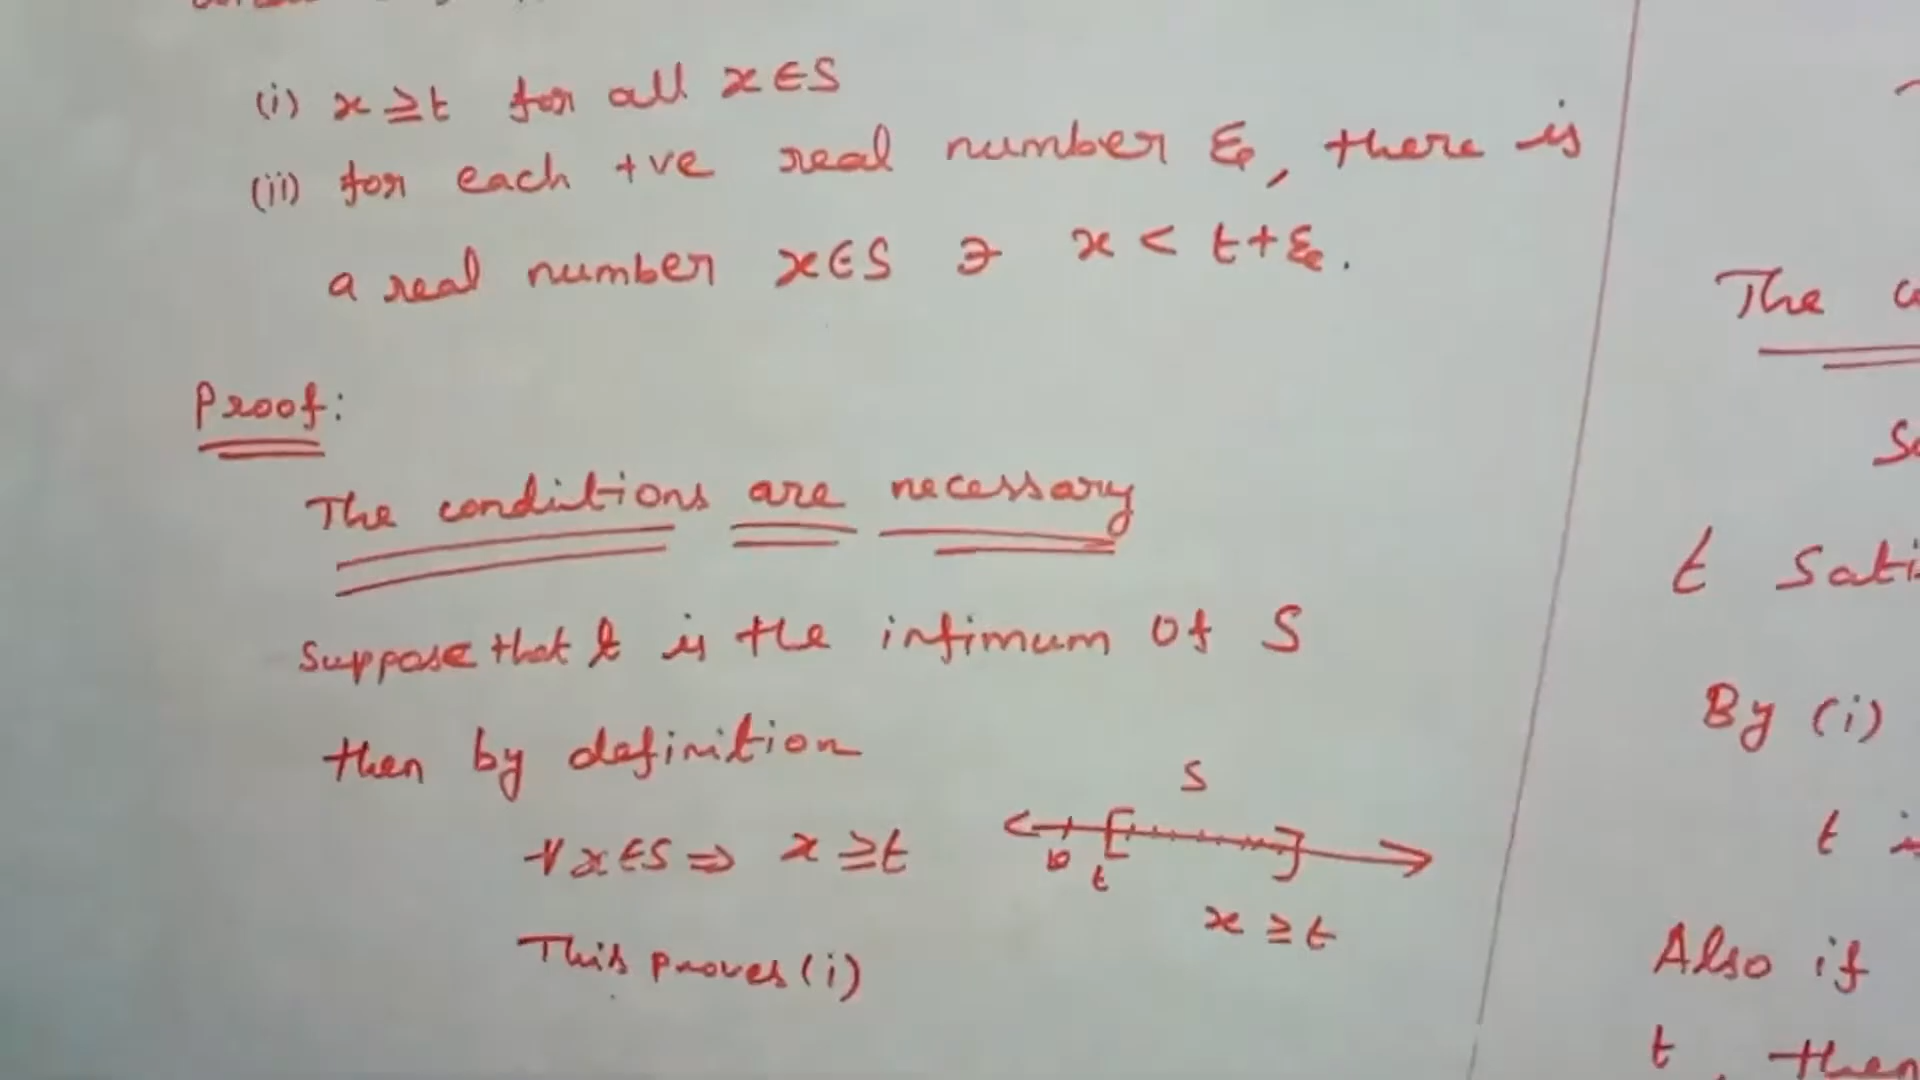 (i) x ≥ t for all x ∈ S
(ii) for each +ve real number ε, there is
a real number x ∈ S ∋ x < t + ε.
Proof:
The conditions are necessary
Suppose that t is the infimum of S
then by definition
∀ x ∈ S ⇒ x ≥ t
This proves (i)
S
t
x ≥ t
The
t Sati
By (i)
t
Also if
t, then